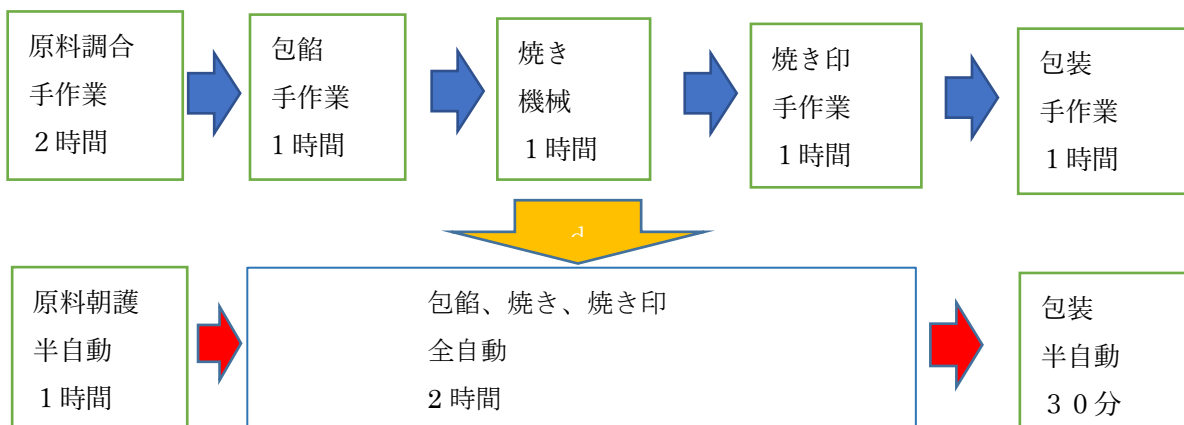 原料調合
手作業
２時間
包餡
手作業
１時間
焼き
機械
１時間
焼き印
手作業
１時間
包装
手作業
１時間
原料朝護
半自動
１時間
包餡、焼き、焼き印
全自動
２時間
包装
半自動
３０分